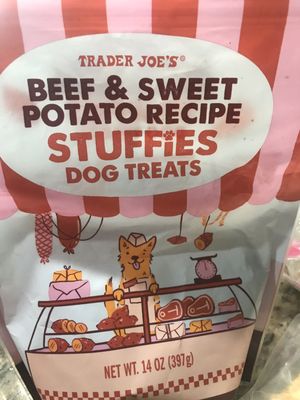 TRADER JOE'S®
BEEF & SWEET
POTATO RECIPE
STUFFIES
DOG TREATS
NET WT. 14 OZ (397g)